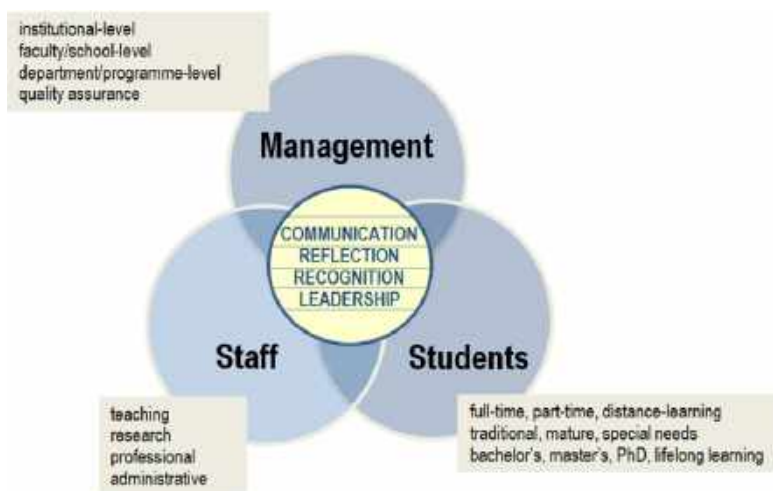 institutional-level
faculty/school-level
department/programme-level
quality assurance
Management
COMMUNICATION
REFLECTION
RECOGNITION
LEADERSHIP
Staff
Students
teaching
research
professional
administrative
full-time, part-time, distance-learning
traditional, mature, special needs
bachelor's, master's, PhD, lifelong learning